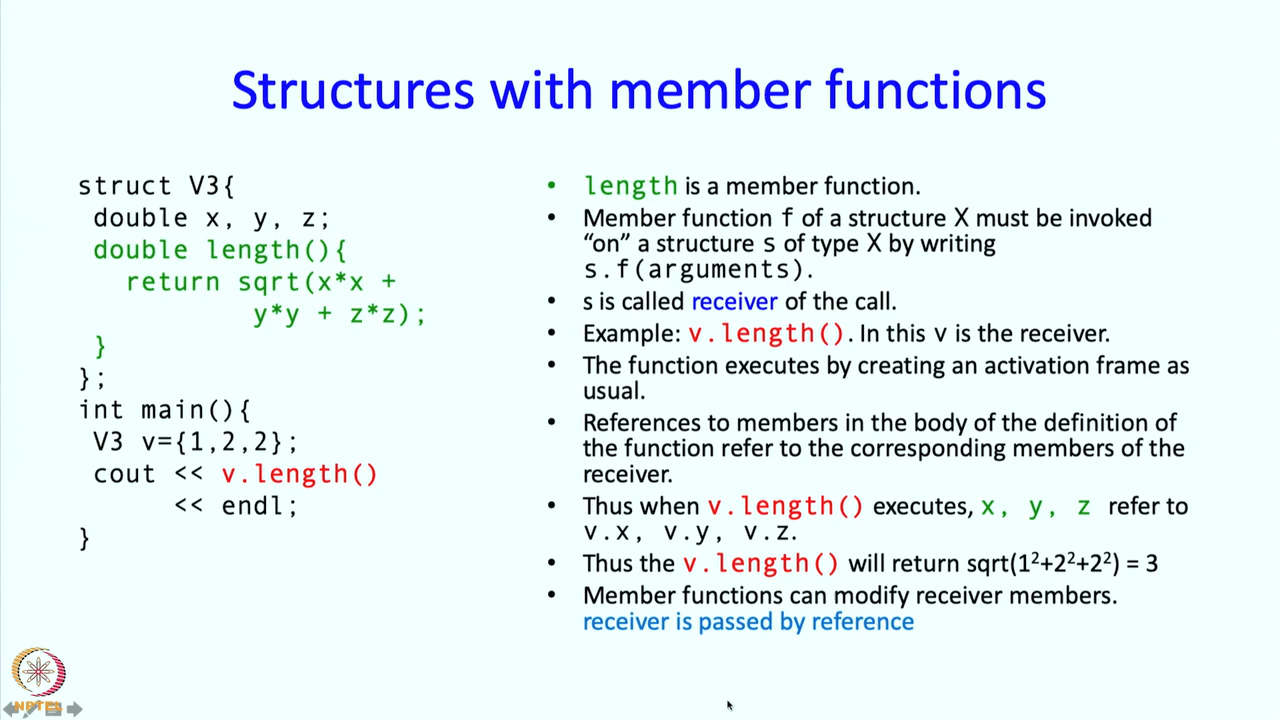 Structures with member functions
struct V3{
double x, y, z;
double length(){
return sqrt(x*x +
y*y + z*z);
}
};
int main(){
V3 v={1,2,2};
cout << v.length()
<< endl;
}
• length is a member function.
• Member function f of a structure X must be invoked
“on” a structure s of type X by writing
s.f(arguments).
• s is called receiver of the call.
• Example: v.length(). In this v is the receiver.
• The function executes by creating an activation frame as
usual.
• References to members in the body of the definition of
the function refer to the corresponding members of the
receiver.
• Thus when v.length() executes, x, y, z refer to
v.x, v.y, v.z.
• Thus the v.length() will return sqrt(1²+2²+2²) = 3
• Member functions can modify receiver members.
receiver is passed by reference
NPTEL